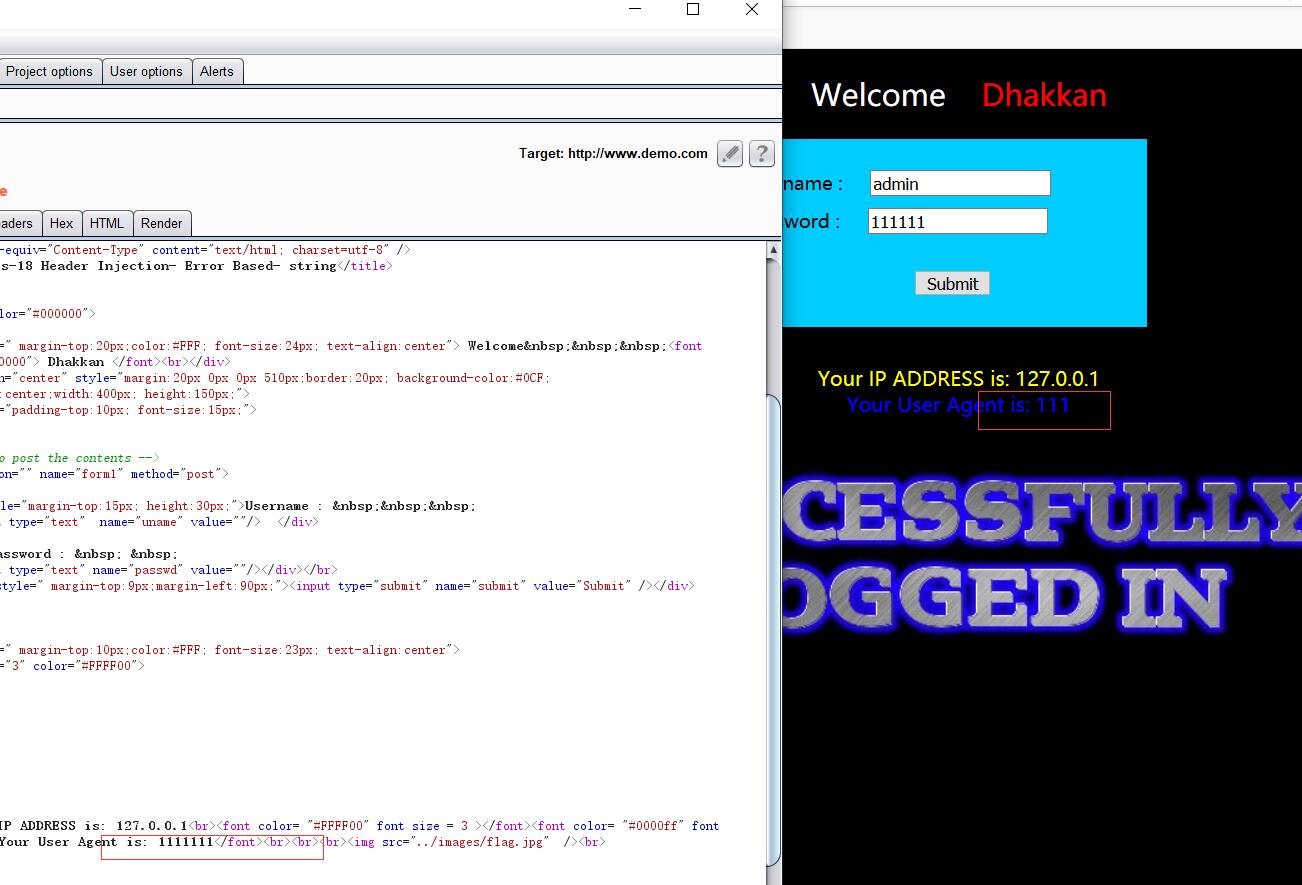 Project options User options Alerts
Target: http://www.demo.com
e
eaders Hex HTML Render
-equiv="Content-Type" content="text/html; charset=utf-8" />
s-18 Header Injection- Error Based- string</title>
lor="#000000">
=" margin-top:20px;color:#FFF; font-size:24px; text-align:center"> Welcome&nbsp;&nbsp;&nbsp;<font
0000"> Dhakkan </font><br></div>
n="center" style="margin:20px 0px 0px 510px;border:20px; background-color:#0CF;
:center;width:400px; height:150px;">
="padding-top:10px; font-size:15px;">
o post the contents -->
on="" name="form1" method="post">
le="margin-top:15px; height:30px;">Username : &nbsp;&nbsp;&nbsp;
t type="text"  name="uname" value=""/>  </div>
assword : &nbsp; &nbsp;
t type="text" name="passwd" value=""/></div></br>
style=" margin-top:9px;margin-left:90px;"><input type="submit" name="submit" value="Submit" /></div>
=" margin-top:10px;color:#FFF; font-size:23px; text-align:center">
="3" color="#FFFF00">
IP ADDRESS is: 127.0.0.1<br><font color= "#FFFF00" font size = 3 ></font><font color= "#0000ff" font
Your User Agent is: 1111111</font><br><br><br><img src="../images/flag.jpg"  /><br>
Welcome Dhakkan
name : admin
sword : 111111
Submit
Your IP ADDRESS is: 127.0.0.1
Your User Agent is: 111
CESSFULLY
OGGED IN